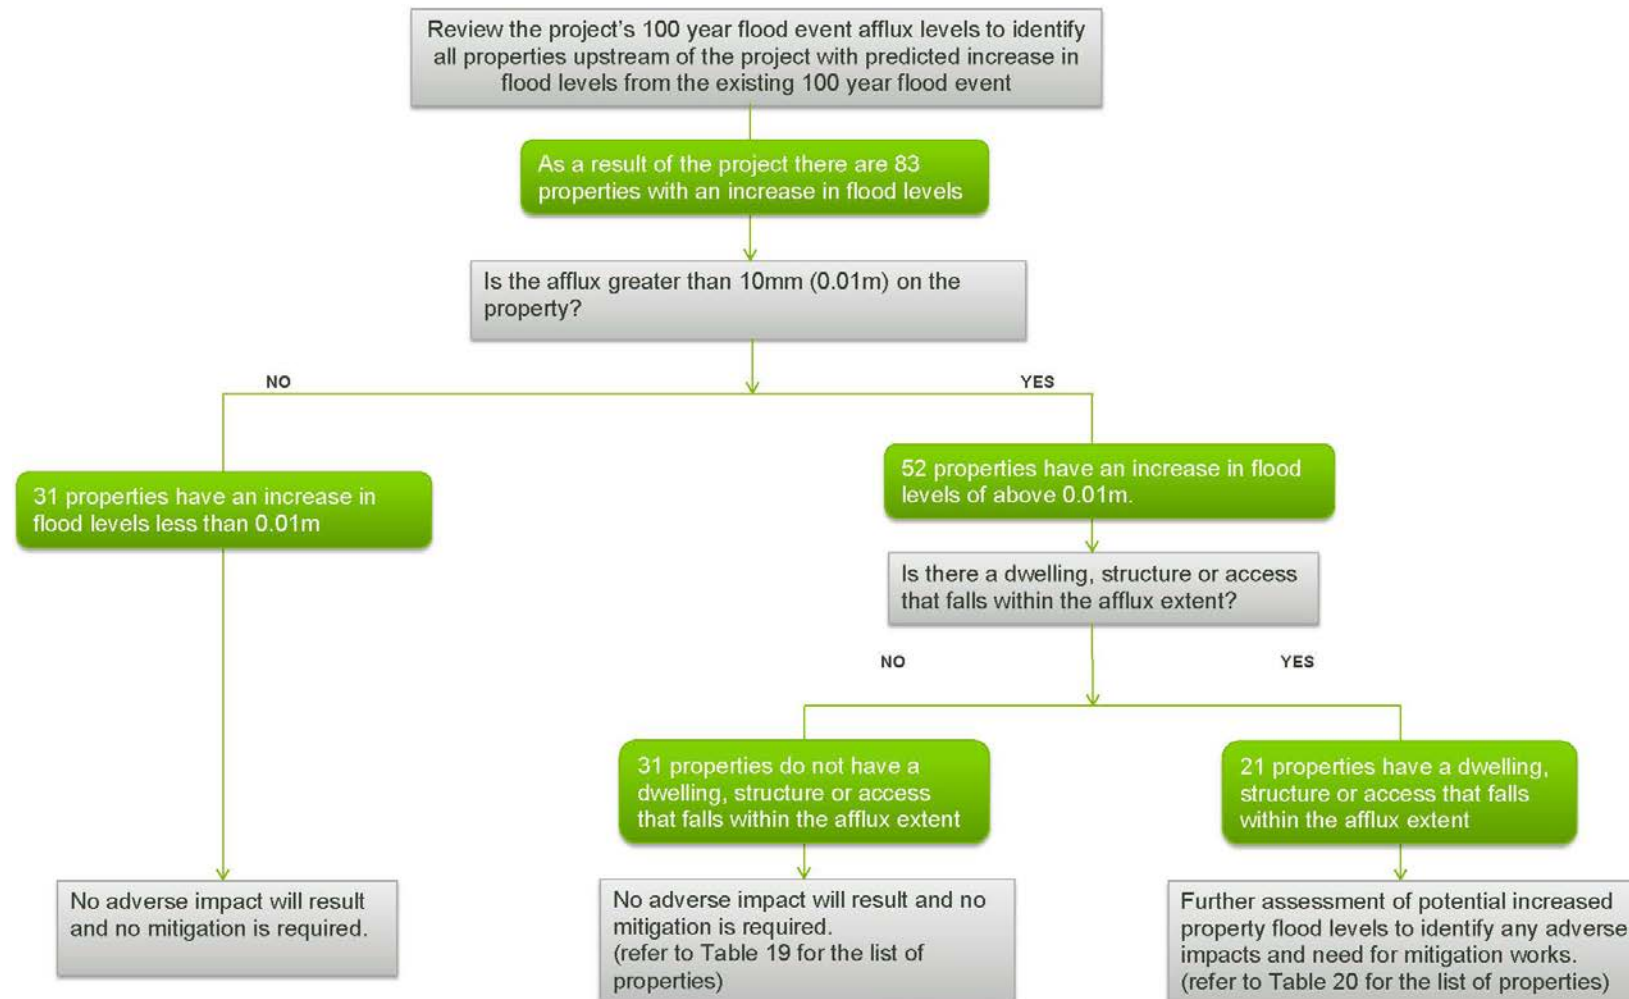 Review the project's 100 year flood event afflux levels to identify
all properties upstream of the project with predicted increase in
flood levels from the existing 100 year flood event
As a result of the project there are 83
properties with an increase in flood levels
Is the afflux greater than 10mm (0.01m) on the
property?
NO
YES
31 properties have an increase in
flood levels less than 0.01m
52 properties have an increase in flood
levels of above 0.01m.
Is there a dwelling, structure or access
that falls within the afflux extent?
NO
YES
31 properties do not have a
dwelling, structure or access
that falls within the afflux extent
21 properties have a dwelling,
structure or access that falls
within the afflux extent
No adverse impact will result
and no mitigation is required.
No adverse impact will result and no
mitigation is required.
(refer to Table 19 for the list of
properties)
Further assessment of potential increased
property flood levels to identify any adverse
impacts and need for mitigation works.
(refer to Table 20 for the list of properties)